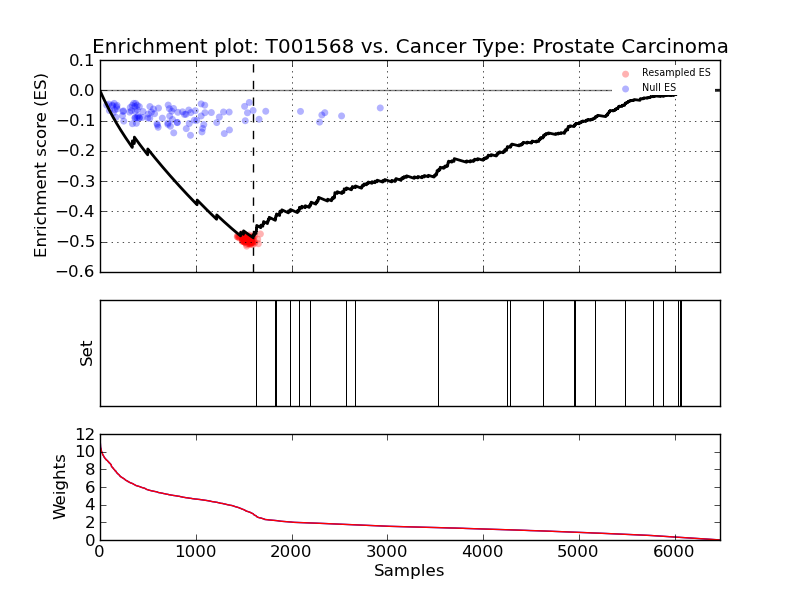 Enrichment plot: T001568 vs. Cancer Type: Prostate Carcinoma
Enrichment score (ES)
0.1
0.0
−0.1
−0.2
−0.3
−0.4
−0.5
−0.6
Resampled ES
Null ES
Set
Weights
12
10
8
6
4
2
0
0 1000 2000 3000 4000 5000 6000
Samples